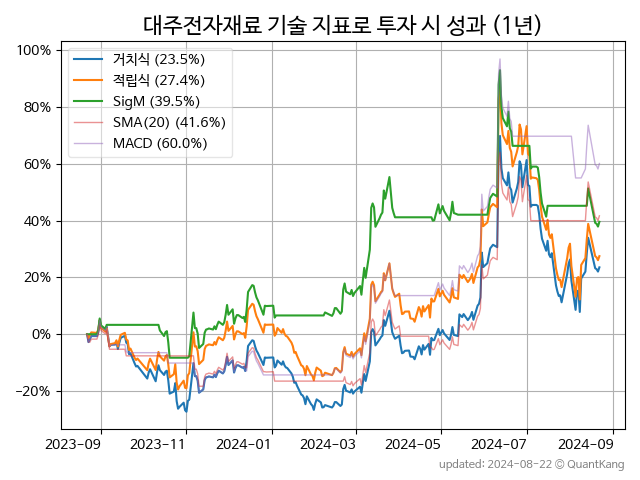 대주전자재료 기술 지표로 투자 시 성과 (1년)
100%
80%
60%
40%
20%
0%
−20%
거치식 (23.5%)
적립식 (27.4%)
SigM (39.5%)
SMA(20) (41.6%)
MACD (60.0%)
2023-09 2023-11 2024-01 2024-03 2024-05 2024-07 2024-09
updated: 2024-08-22 © QuantKang